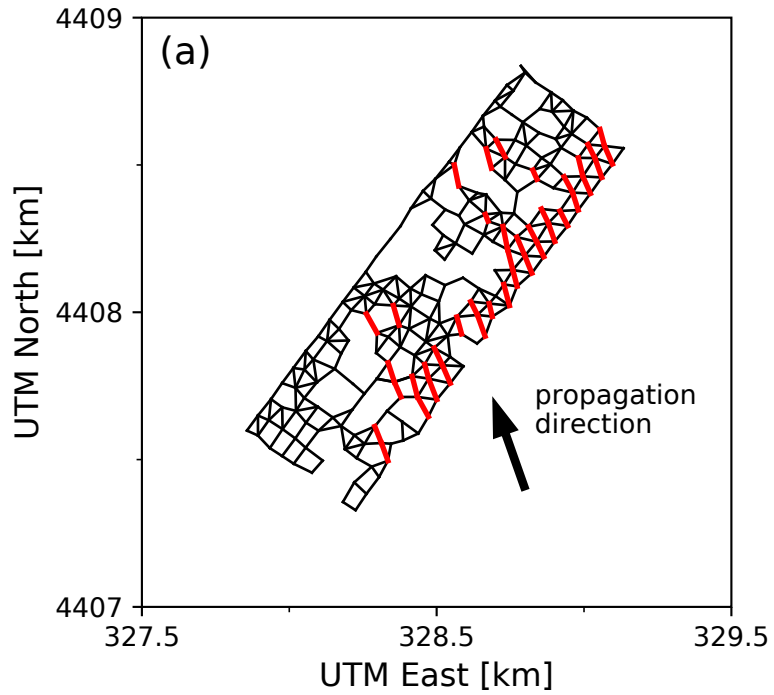 4409
(a)
UTM North [km]
4408
propagation
direction
4407
327.5
328.5
329.5
UTM East [km]